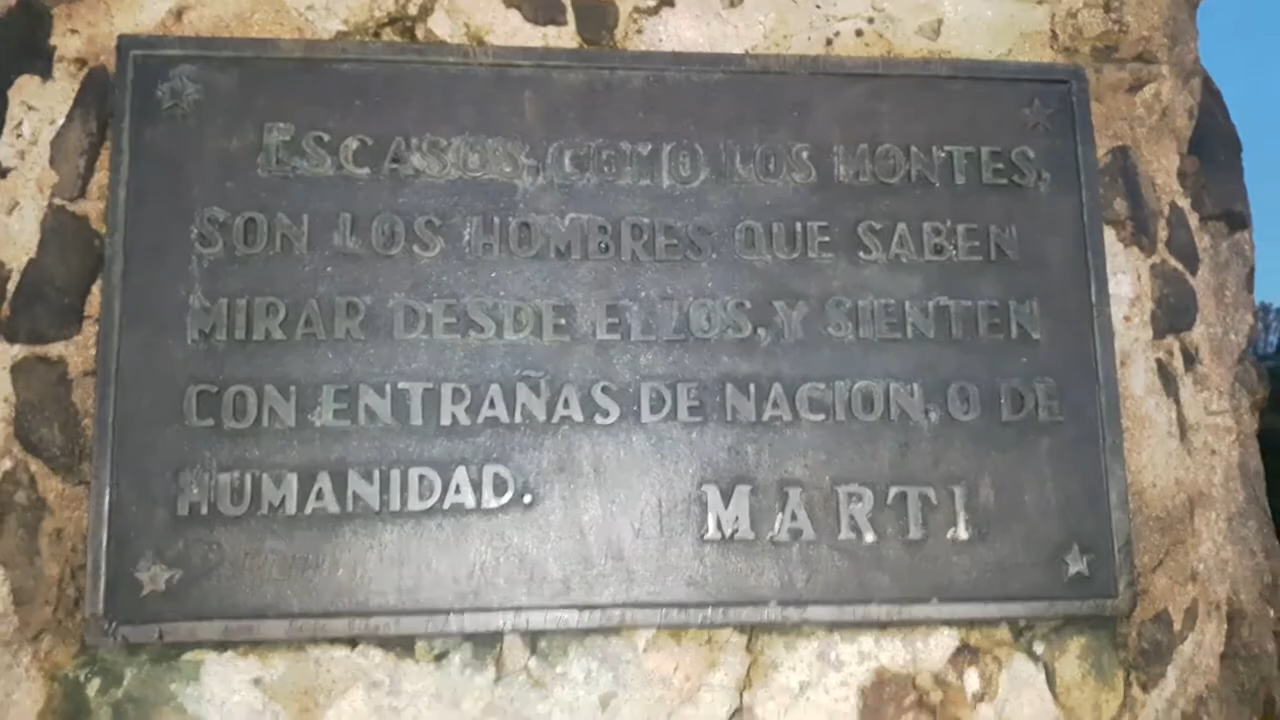 ESCASOS, COMO LOS MONTES,
SON LOS HOMBRES QUE SABEN
MIRAR DESDE ELLOS, Y SIENTEN
CON ENTRAÑAS DE NACION, O DE
HUMANIDAD.
MARTI